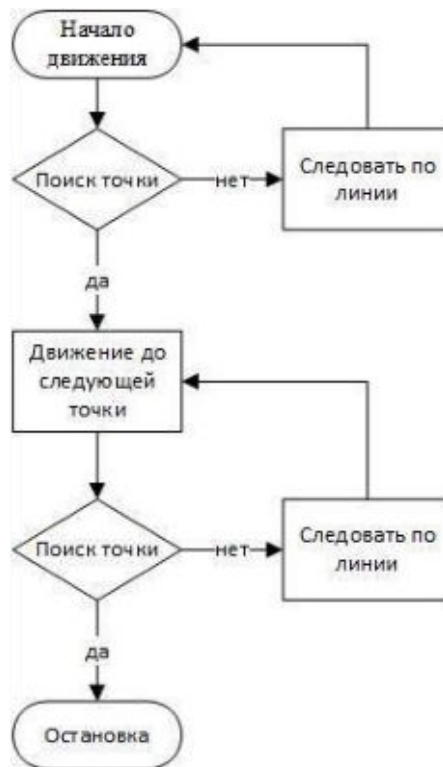 Начало
движения
Поиск точки
нет
Следовать по
линии
да
Движение до
следующей
точки
Поиск точки
нет
Следовать по
линии
да
Остановка